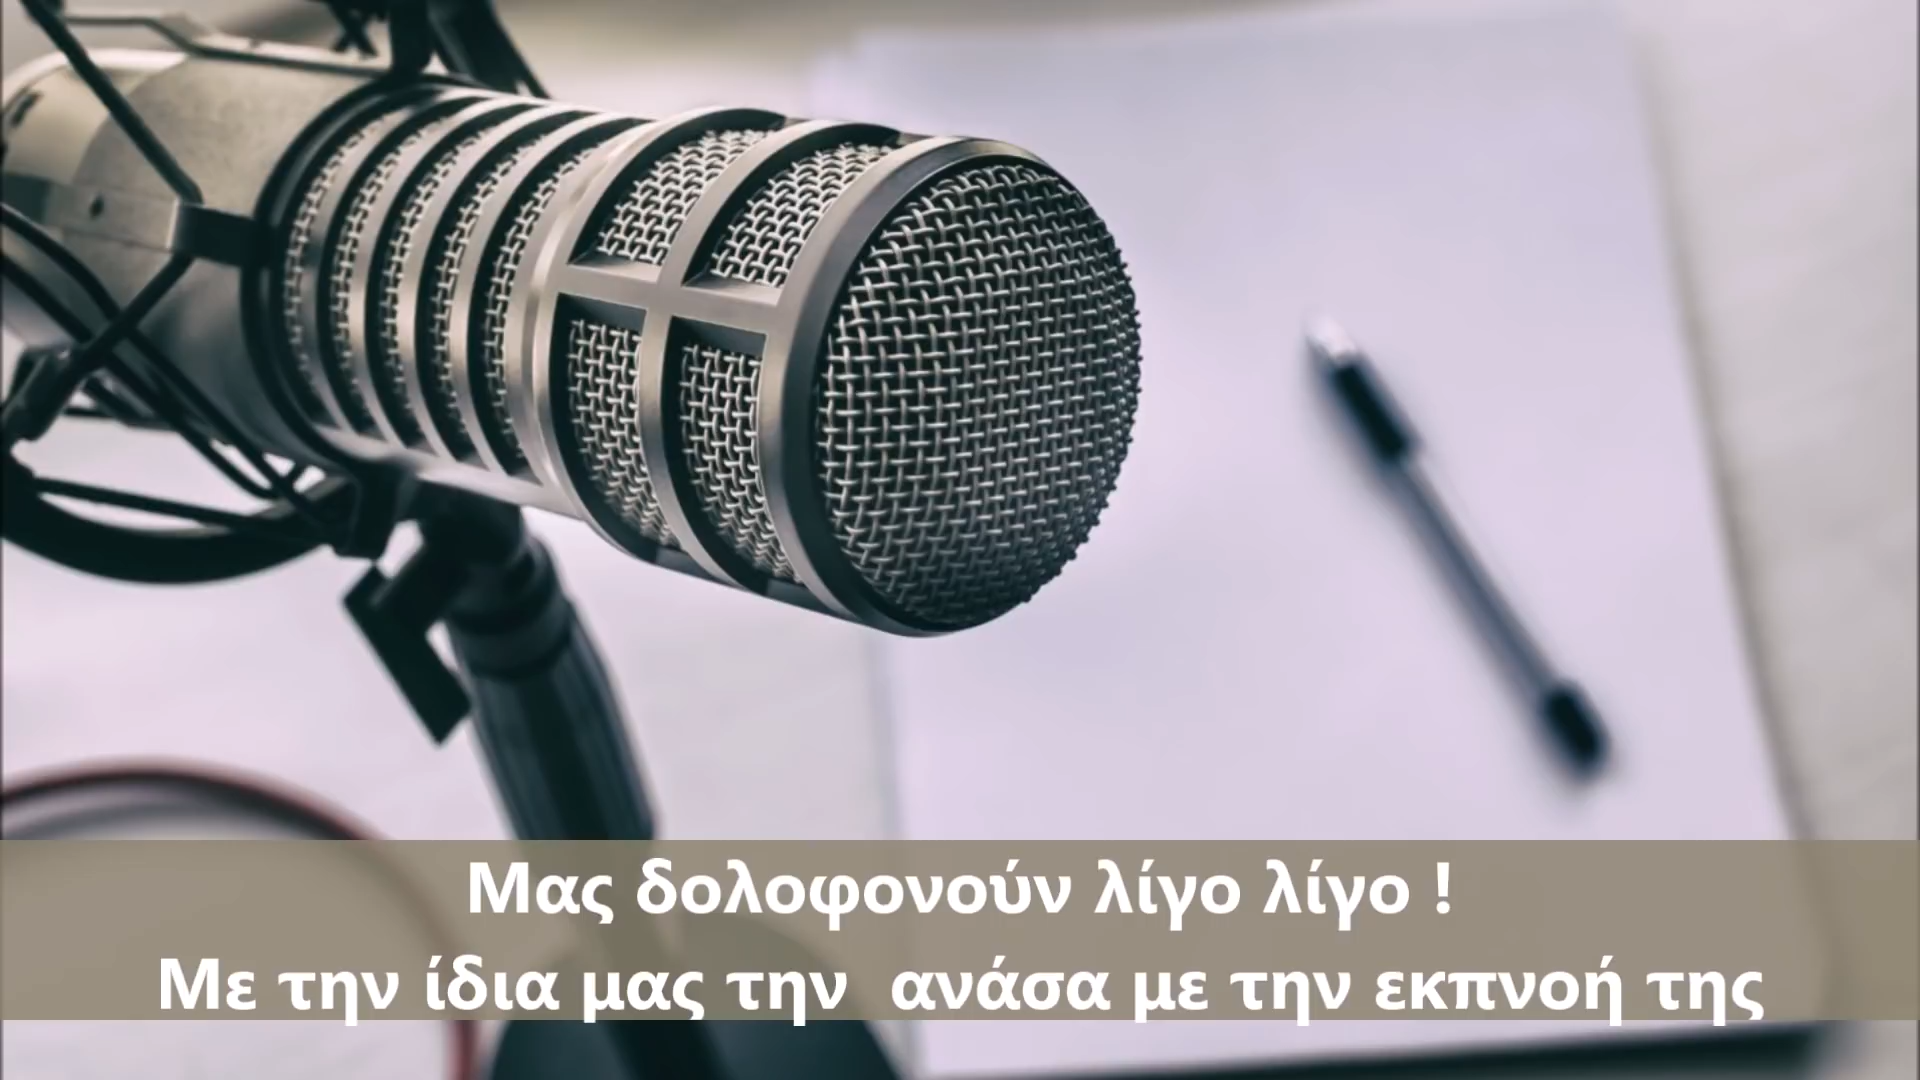 Μας δολοφονούν λίγο λίγο !
Με την ίδια μας την ανάσα με την εκπνοή της